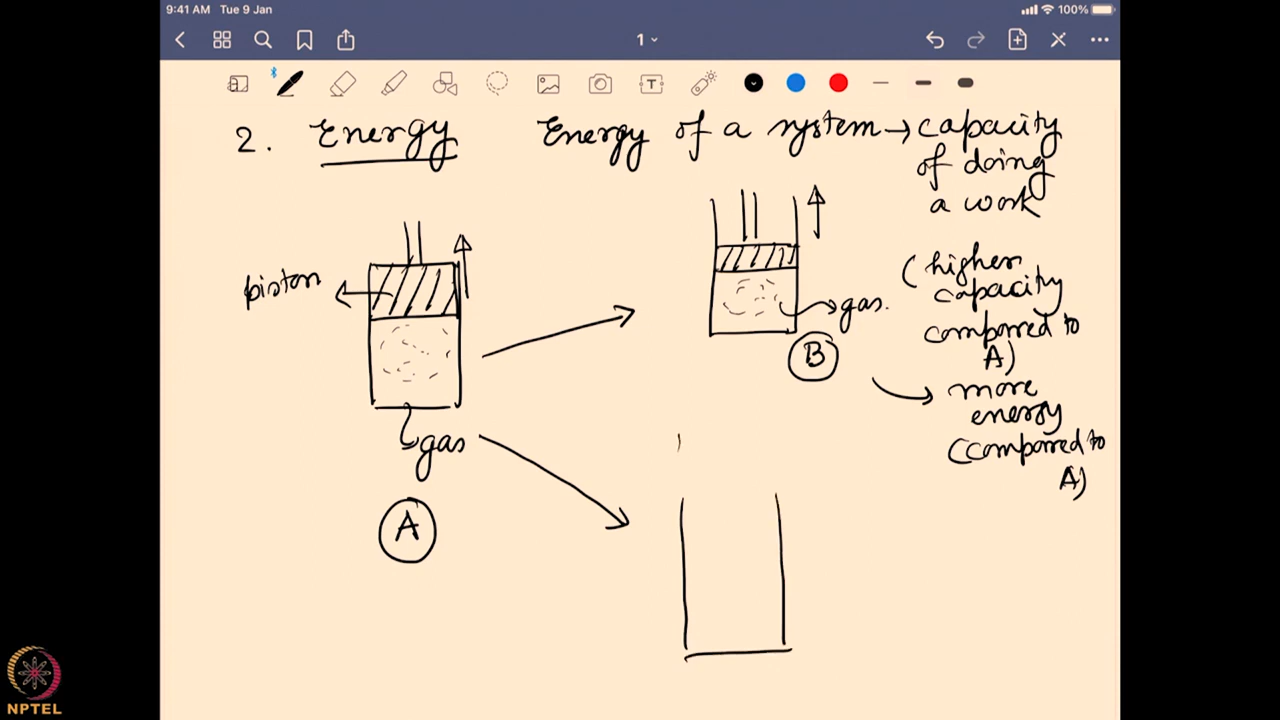 9:41 AM Tue 9 Jan
100%
1
T
2. Energy
Energy of a system → capacity
of doing
a work
piston
gas
A
gas.
B
(higher
capacity
compared to
A)
more
energy
(compared to
A)
NPTEL